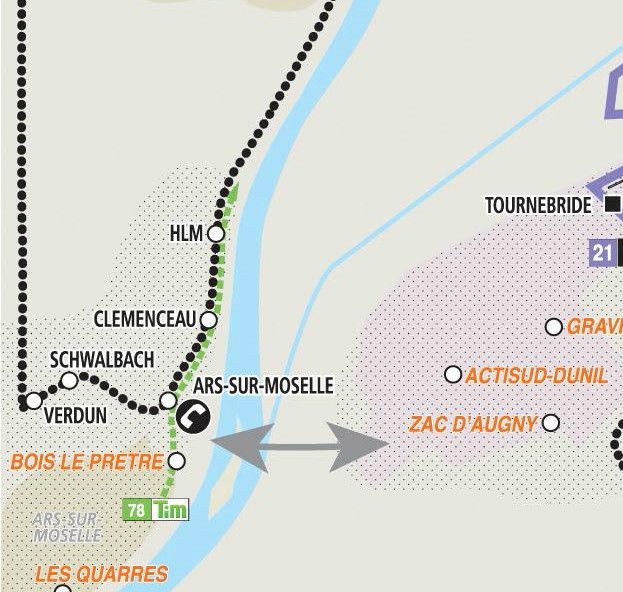 TOURNEBRIDE
HLM
21
CLEMENCEAU
ACTISUD-DUNIL
SCHWALBACH
ARS-SUR-MOSELLE
VERDUN
ZAC D'AUGNY
BOIS LE PRETRE
78 Tim
ARS-SUR-
MOSELLE
LES QUARRES